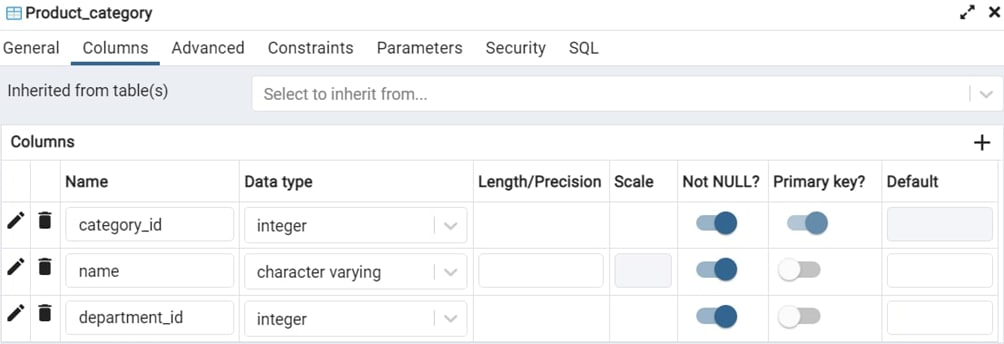 Product_category
General Columns Advanced Constraints Parameters Security SQL
Inherited from table(s) Select to inherit from...
Columns
Name Data type Length/Precision Scale Not NULL? Primary key? Default
category_id integer
name character varying
department_id integer